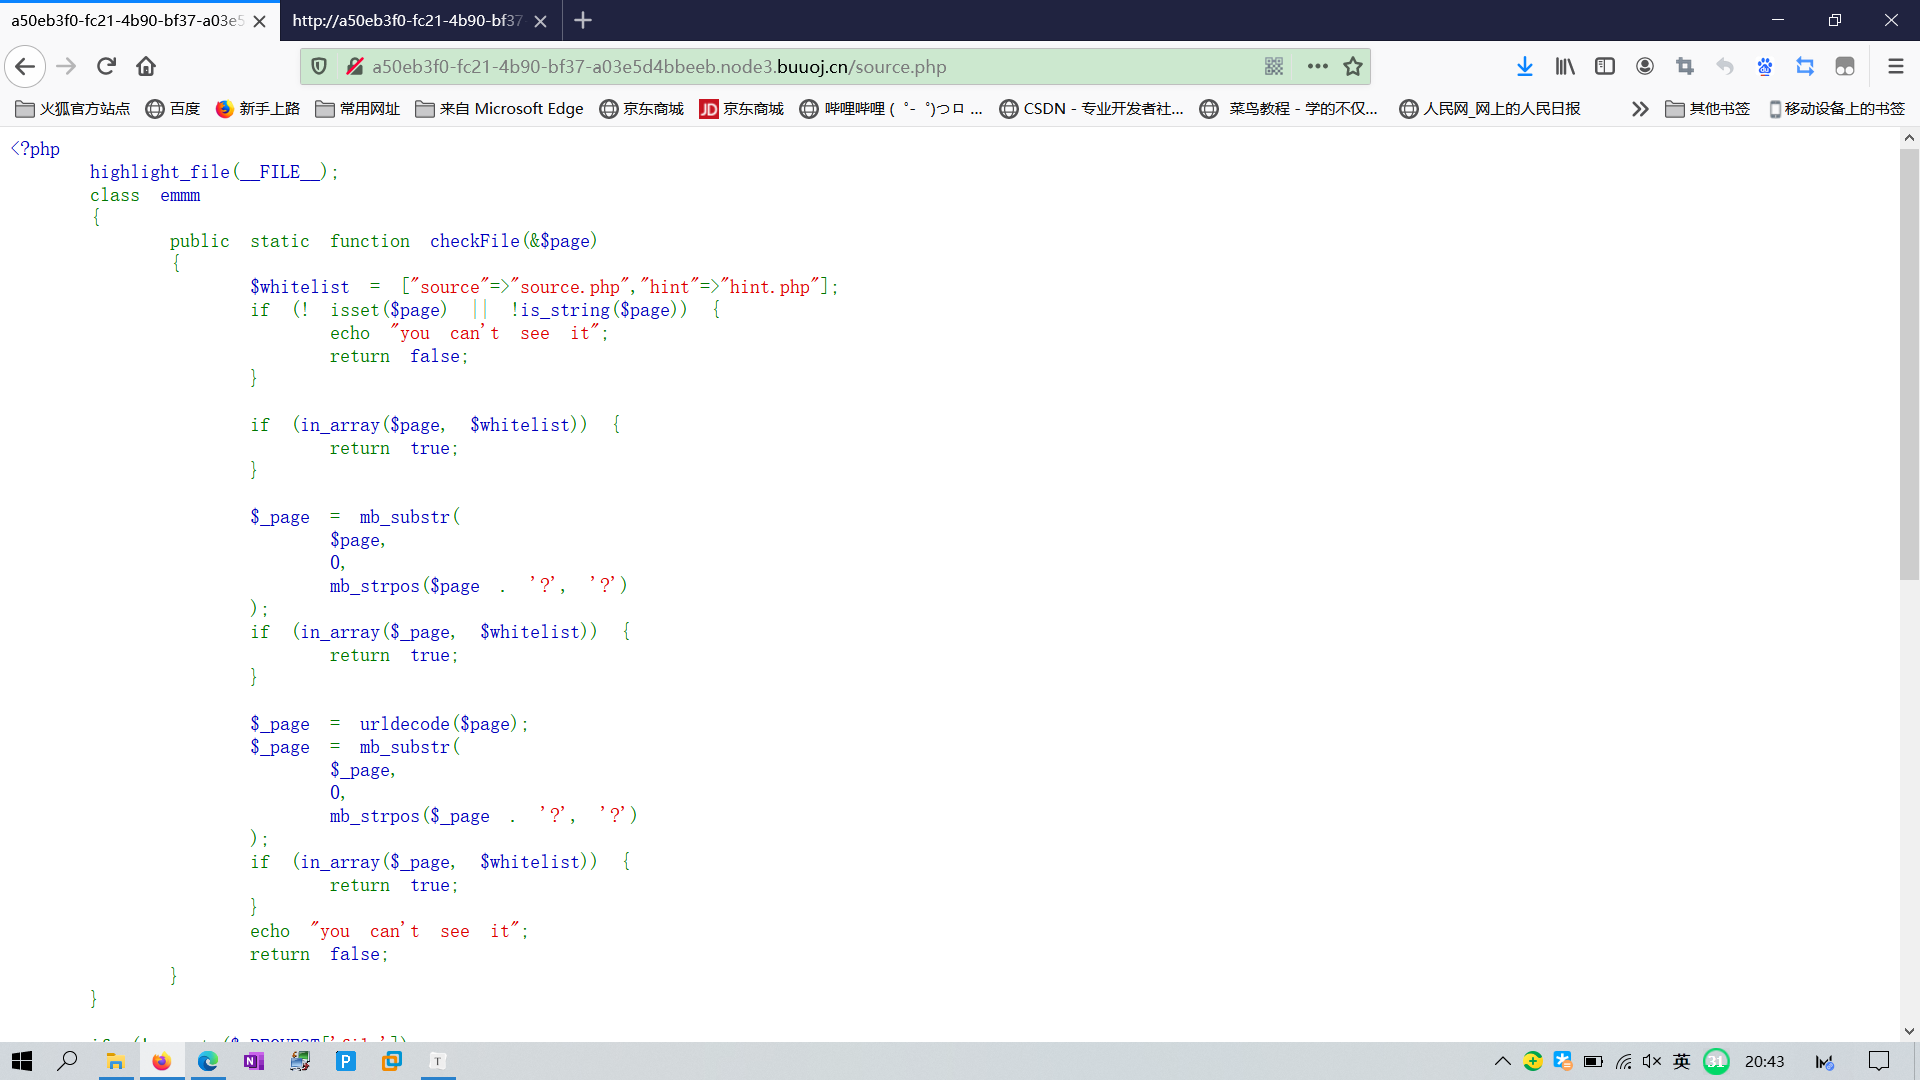 a50eb3f0-fc21-4b90-bf37-a03e5
http://a50eb3f0-fc21-4b90-bf37
a50eb3f0-fc21-4b90-bf37-a03e5d4bbeeb.node3.buuoj.cn/source.php
火狐官方站点 百度 新手上路 常用网址 来自 Microsoft Edge 京东商城 JD 京东商城 哔哩哔哩 ( ゜- ゜)つロ ... CSDN - 专业开发者社... 菜鸟教程 - 学的不仅... 人民网_网上的人民日报 其他书签 移动设备上的书签
<?php
highlight_file(__FILE__);
class emmm
{
public static function checkFile(&$page)
{
$whitelist = ["source"=>"source.php","hint"=>"hint.php"];
if (! isset($page) || !is_string($page)) {
echo "you can't see it";
return false;
}
if (in_array($page, $whitelist)) {
return true;
}
$_page = mb_substr(
$page,
0,
mb_strpos($page . '?', '?')
);
if (in_array($_page, $whitelist)) {
return true;
}
$_page = urldecode($page);
$_page = mb_substr(
$_page,
0,
mb_strpos($_page . '?', '?')
);
if (in_array($_page, $whitelist)) {
return true;
}
echo "you can't see it";
return false;
}
}
英 31 20:43